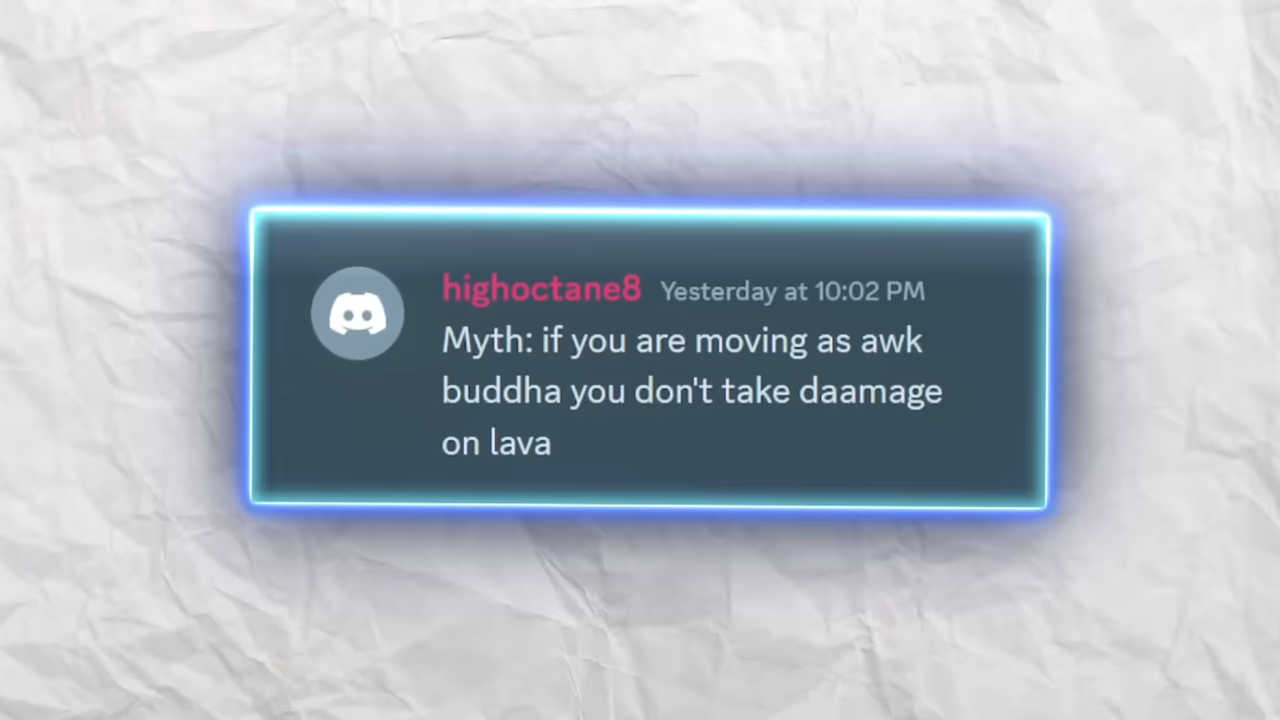 highoctane8 Yesterday at 10:02 PM
Myth: if you are moving as awk
buddha you don't take daamage
on lava